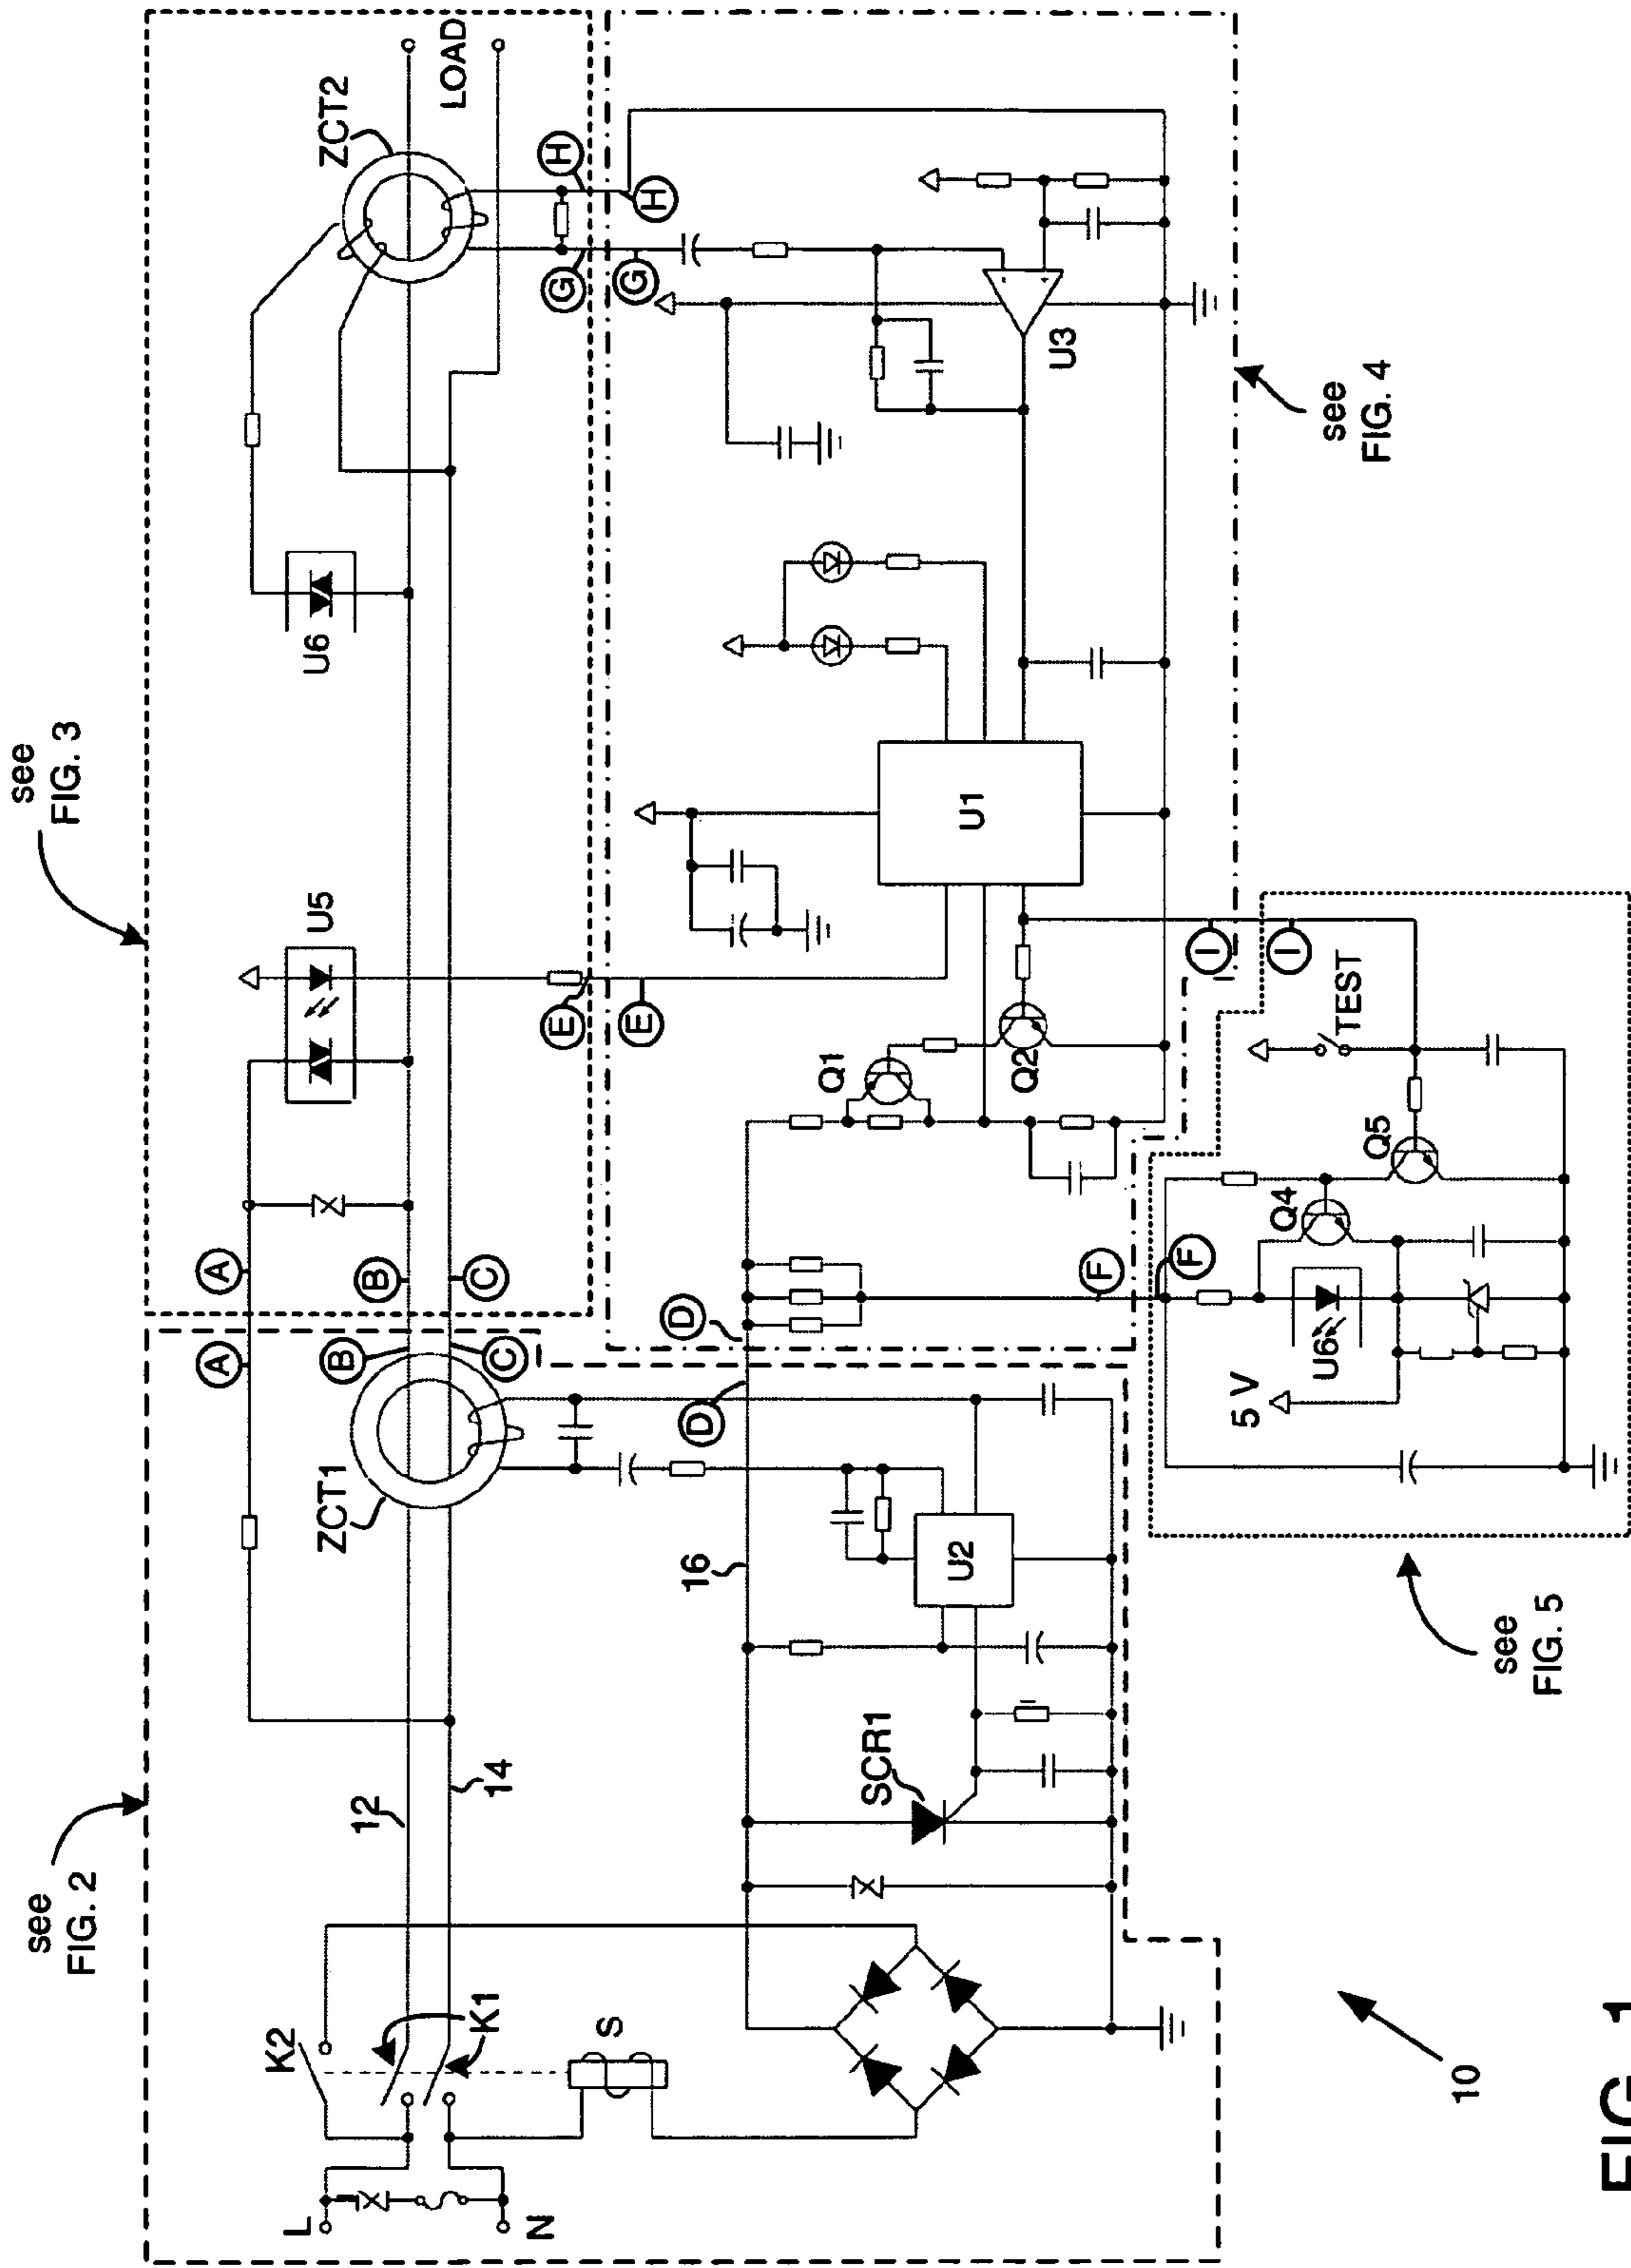 see
FIG. 2
see
FIG. 3
L
N
K2
K1
S
12
14
A
ZCT1
B
C
A
B
C
U5
U6
ZCT2
LOAD
16
D
D
E
E
G
G
H
H
SCR1
U2
Q1
Q2
U1
U3
F
F
I
I
see
FIG. 4
5 V
U6
Q4
Q5
TEST
see
FIG. 5
10
FIG. 1